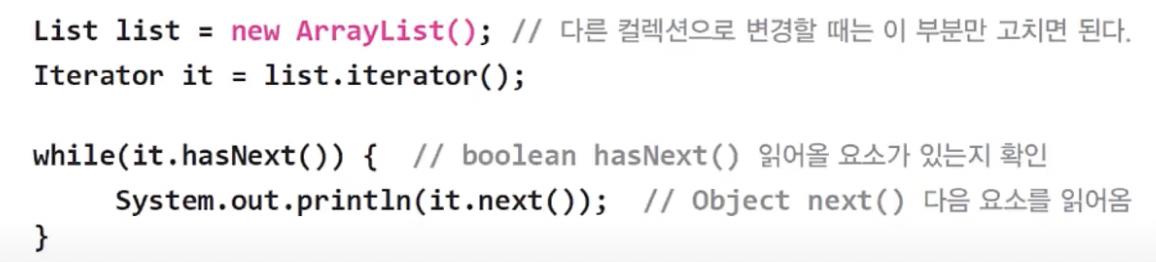 List list = new ArrayList(); // 다른 컬렉션으로 변경할 때는 이 부분만 고치면 된다.
Iterator it = list.iterator();
while(it.hasNext()) { // boolean hasNext() 읽어올 요소가 있는지 확인
System.out.println(it.next()); // Object next() 다음 요소를 읽어옴
}